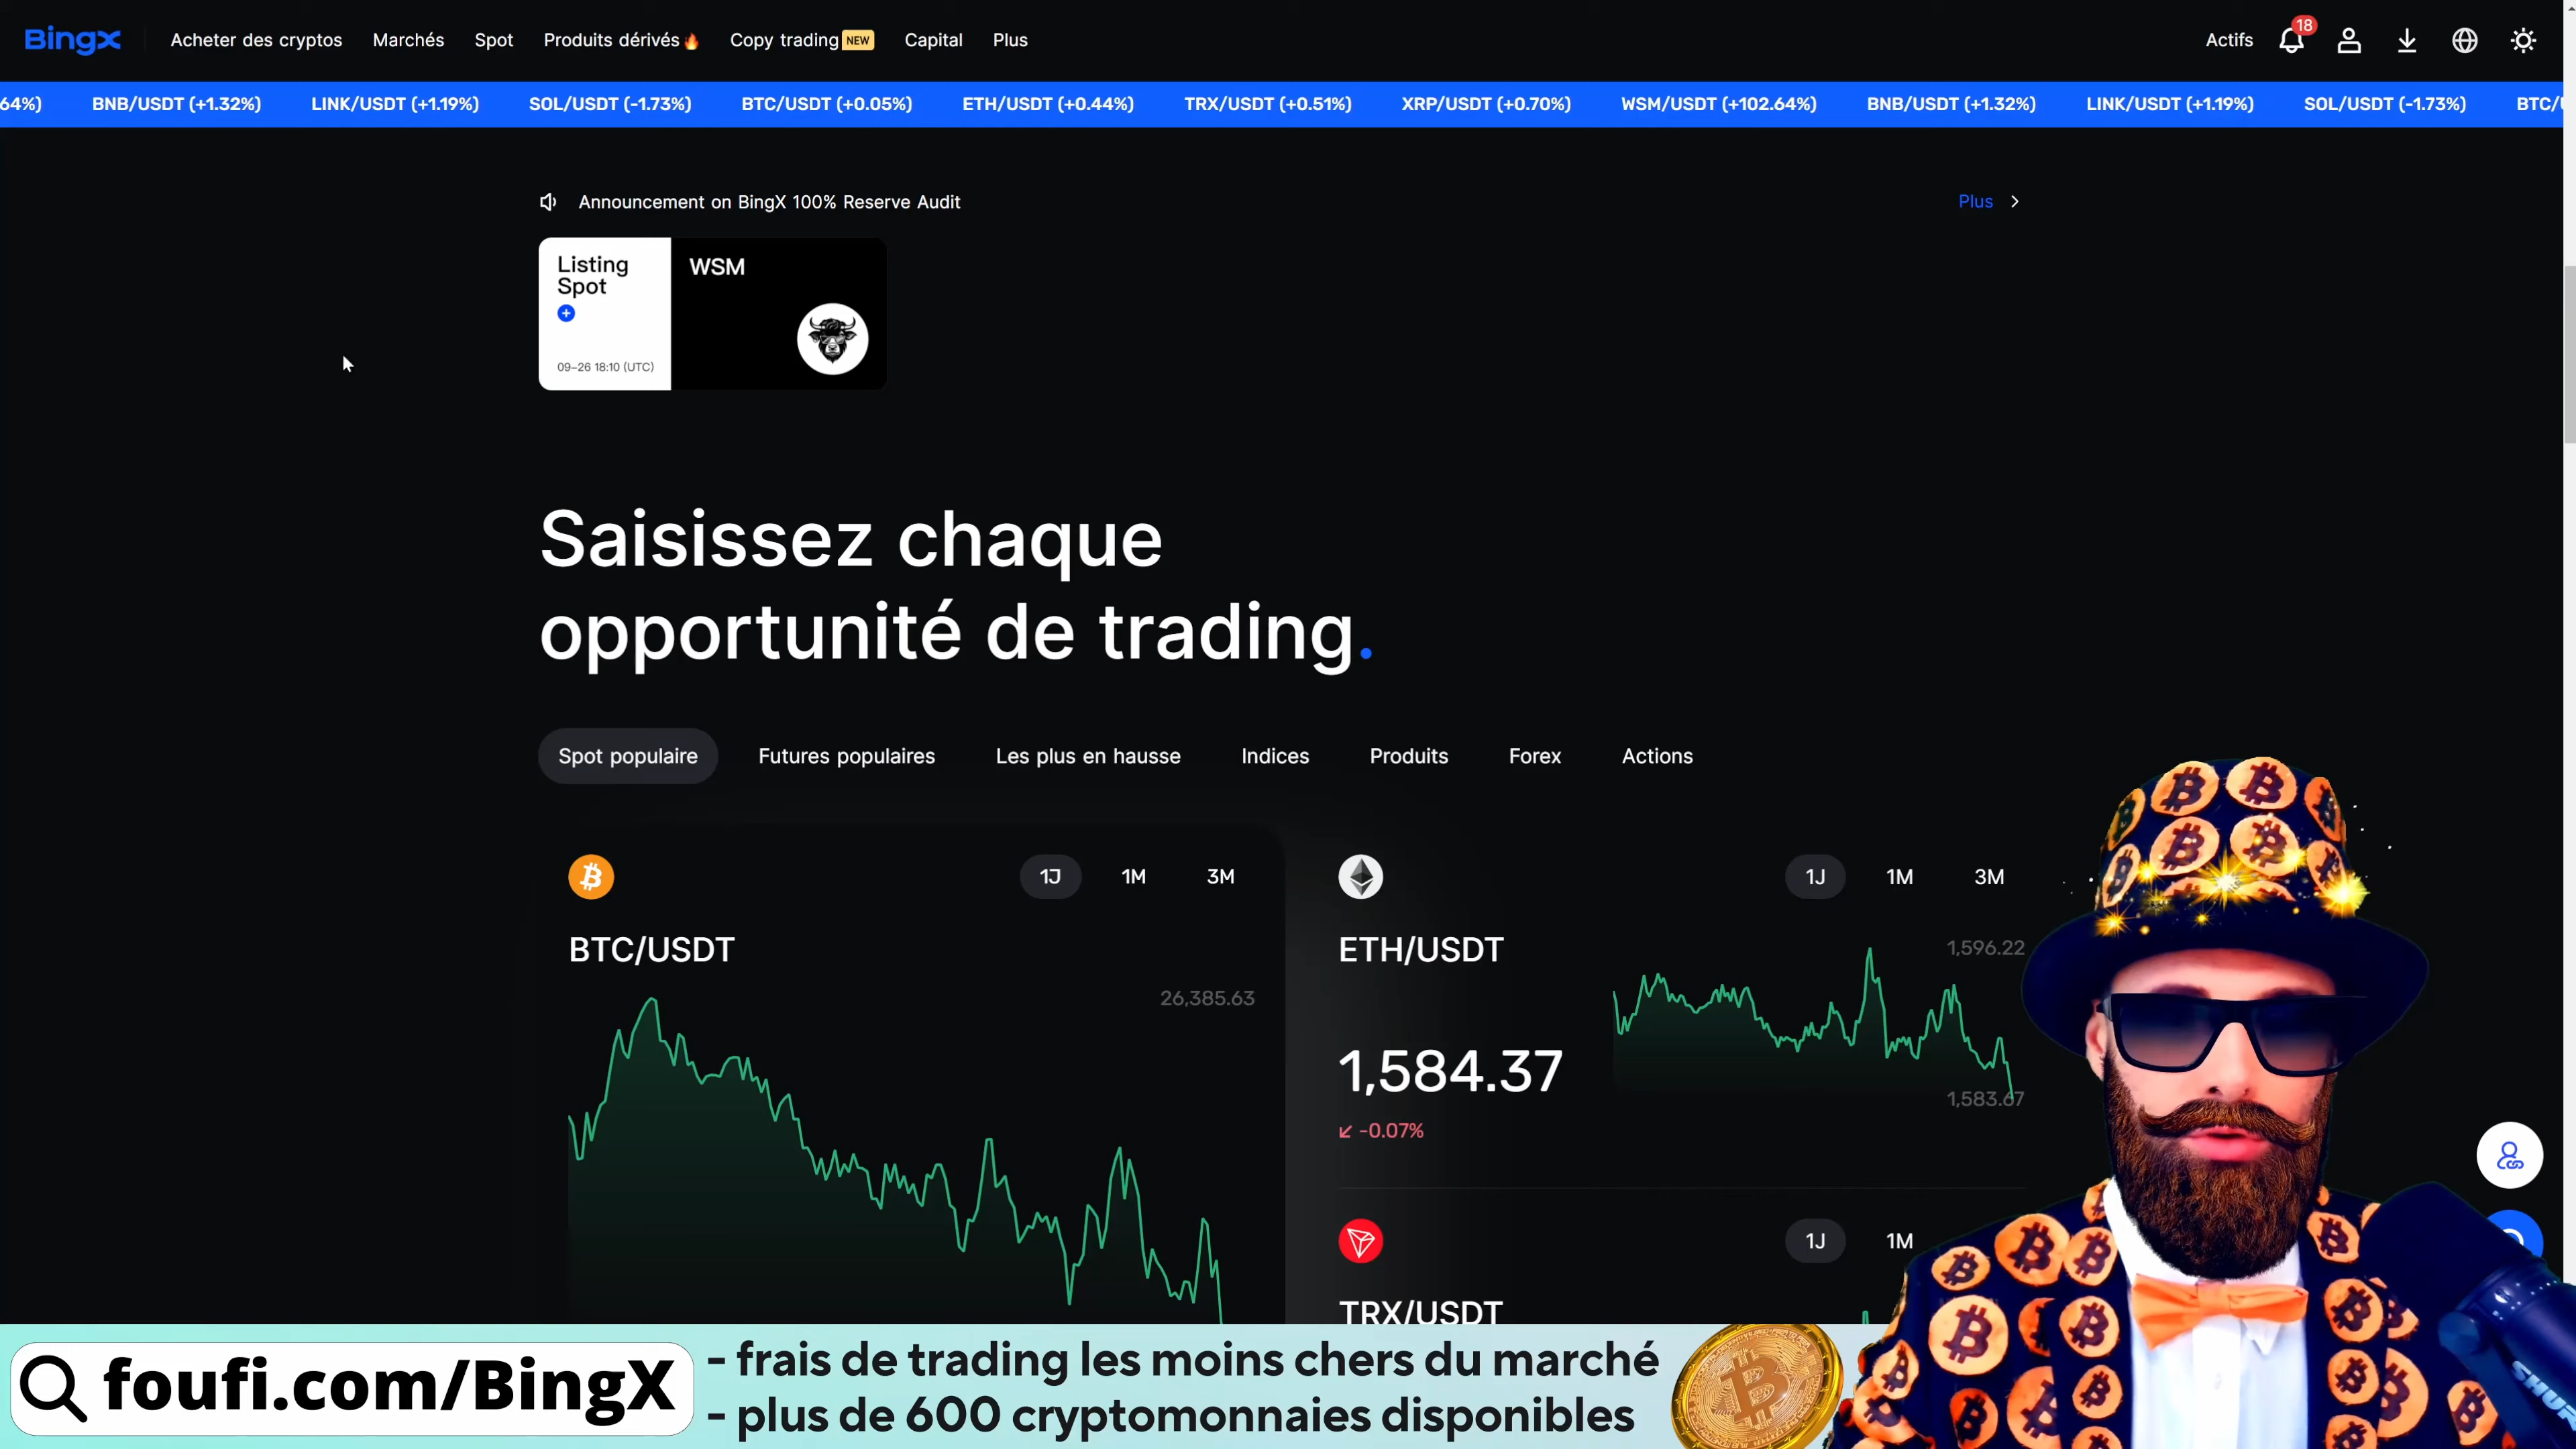 BingX
Acheter des cryptos Marchés Spot Produits dérivés Copy trading NEW Capital Plus
Actifs 18
64%) BNB/USDT (+1.32%) LINK/USDT (+1.19%) SOL/USDT (-1.73%) BTC/USDT (+0.05%) ETH/USDT (+0.44%) TRX/USDT (+0.51%) XRP/USDT (+0.70%) WSM/USDT (+102.64%) BNB/USDT (+1.32%) LINK/USDT (+1.19%) SOL/USDT (-1.73%) BTC/
Announcement on BingX 100% Reserve Audit Plus
Listing
Spot
WSM
09-26 18:10 (UTC)
Saisissez chaque
opportunité de trading.
Spot populaire Futures populaires Les plus en hausse Indices Produits Forex Actions
1J 1M 3M
BTC/USDT
26,385.63
1J 1M 3M
ETH/USDT
1,596.22
1,584.37
1,583.67
-0.07%
1J 1M
TRX/USDT
foufi.com/BingX
- frais de trading les moins chers du marché
- plus de 600 cryptomonnaies disponibles
SHURE